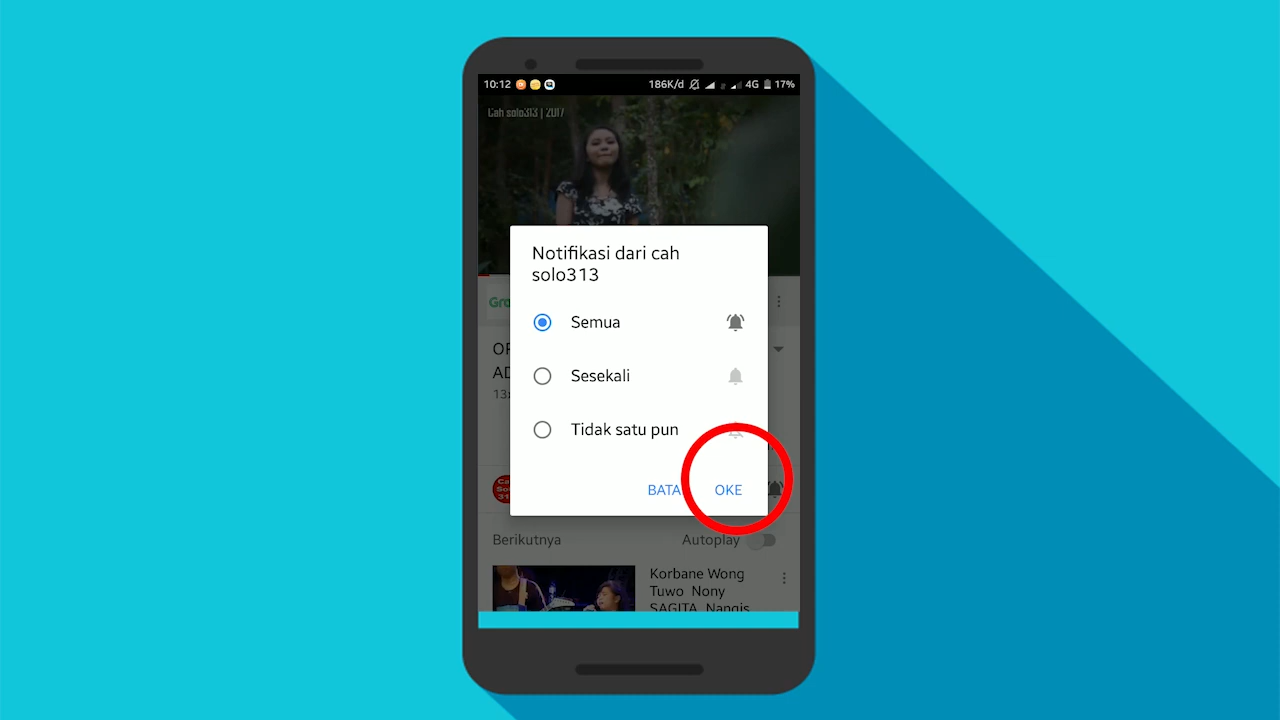 10:12 186K/d 4G 17%
Cah solo313 | 2017
Notifikasi dari cah
solo313
Semua
Sesekali
Tidak satu pun
BATA OKE
Berikutnya Autoplay
Korbane Wong
Tuwo Nony
SAGITA Nangis